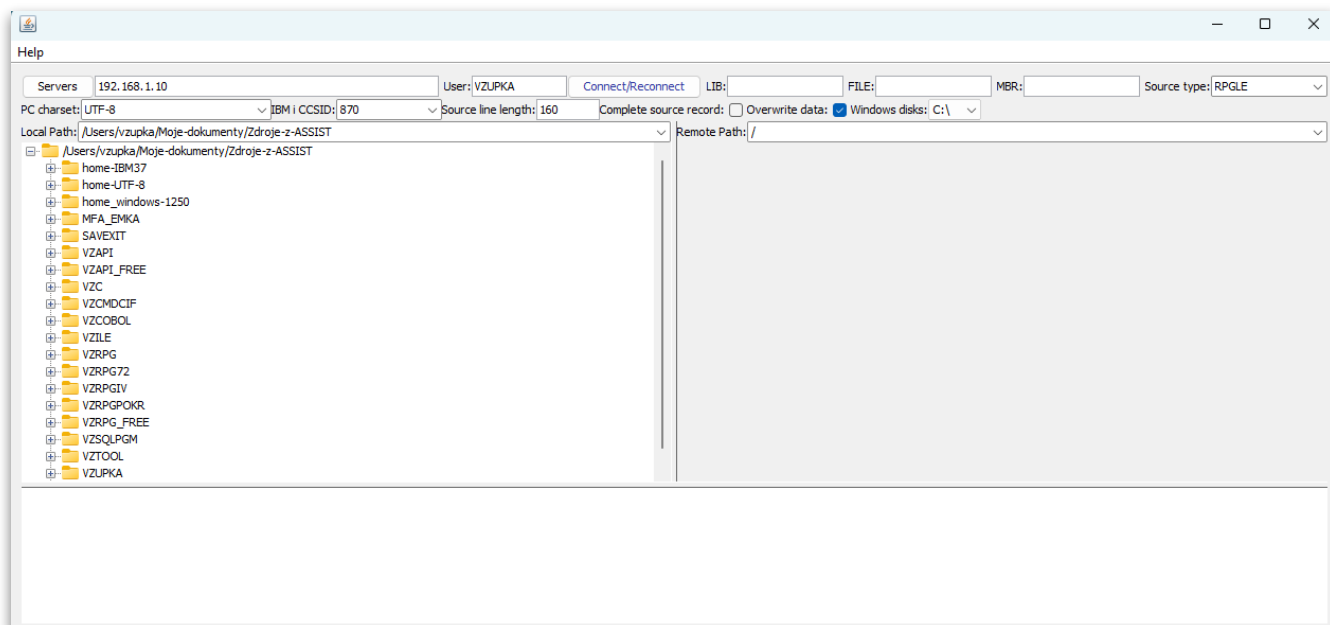 Help
Servers 192.168.1.10 User: VZUPKA Connect/Reconnect LIB: FILE: MBR: Source type: RPGLE
PC charset: UTF-8 IBM i CCSID: 870 Source line length: 160 Complete source record: Overwrite data: Windows disks: C:\
Local Path: /Users/vzupka/Moje-dokumenty/Zdroje-z-ASSIST Remote Path: /
/Users/vzupka/Moje-dokumenty/Zdroje-z-ASSIST
home-IBM37
home-UTF-8
home_windows-1250
MFA_EMKA
SAVEXIT
VZAPI
VZAPI_FREE
VZC
VZCMDCIF
VZCOBOL
VZILE
VZRPG
VZRPG72
VZRPGIV
VZRPGPOKR
VZRPG_FREE
VZSQLPGM
VZTOOL
VZUPKA